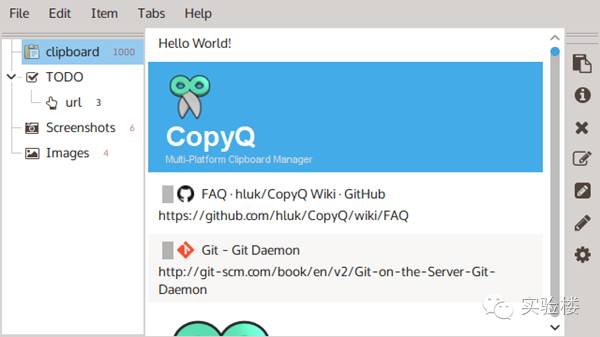 File Edit Item Tabs Help
clipboard 1000
TODO
url 3
Screenshots 6
Images 4
Hello World!
CopyQ
Multi-Platform Clipboard Manager
FAQ · hluk/CopyQ Wiki · GitHub
https://github.com/hluk/CopyQ/wiki/FAQ
Git - Git Daemon
http://git-scm.com/book/en/v2/Git-on-the-Server-Git-
Daemon
实验楼